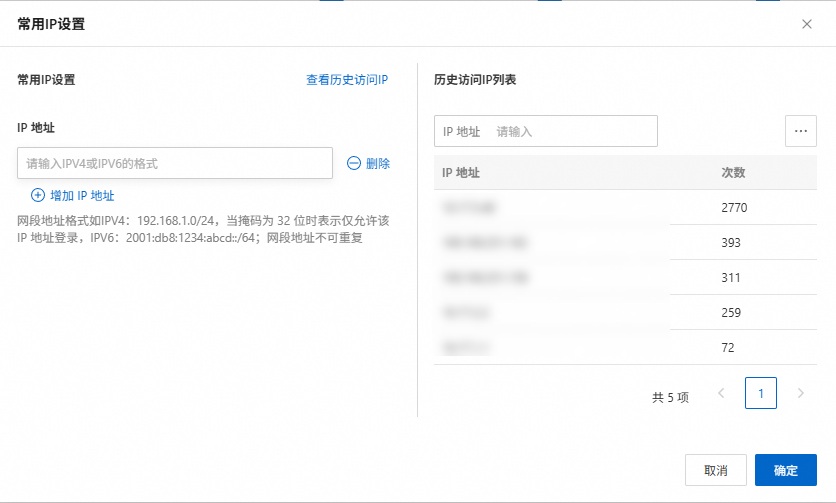 常用IP设置
常用IP设置
查看历史访问IP
IP 地址
请输入IPV4或IPV6的格式
删除
增加 IP 地址
网段地址格式如IPV4：192.168.1.0/24，当掩码为 32 位时表示仅允许该
IP 地址登录，IPV6：2001:db8:1234:abcd::/64；网段地址不可重复
历史访问IP列表
IP 地址 请输入
...
IP 地址 次数
2770
393
311
259
72
共 5 项
1
取消
确定